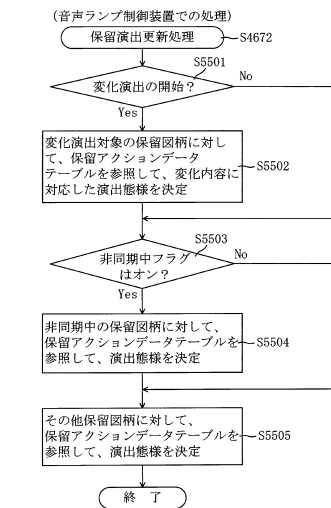 （音声ランプ制御装置での処理）
保留演出更新処理
S4672
S5501
変化演出の開始？
No
Yes
変化演出対象の保留図柄に対し
て、保留アクションデータ
テーブルを参照して、変化内容に
対応した演出態様を決定
S5502
S5503
非同期中フラグ
はオン？
No
Yes
非同期中の保留図柄に対して、
保留アクションデータテーブルを
参照して、演出態様を決定
S5504
その他保留図柄に対して、
保留アクションデータテーブルを
参照して、演出態様を決定
S5505
終 了